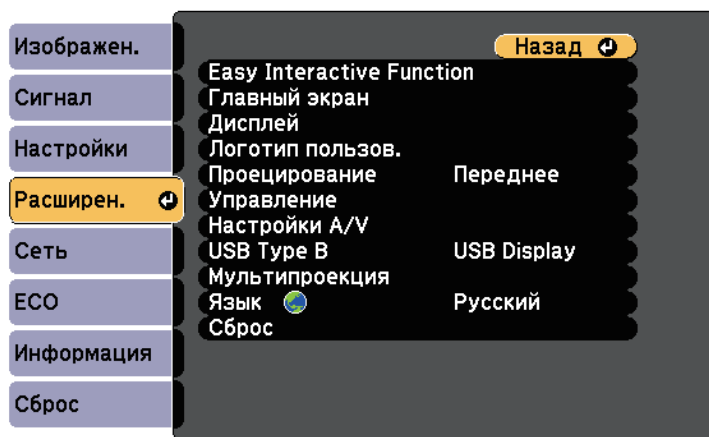 Изображен.
Сигнал
Настройки
Расширен.
Сеть
ECO
Информация
Сброс
Назад
Easy Interactive Function
Главный экран
Дисплей
Логотип пользов.
Проецирование Переднее
Управление
Настройки A/V
USB Type B USB Display
Мультипроекция
Язык Русский
Сброс